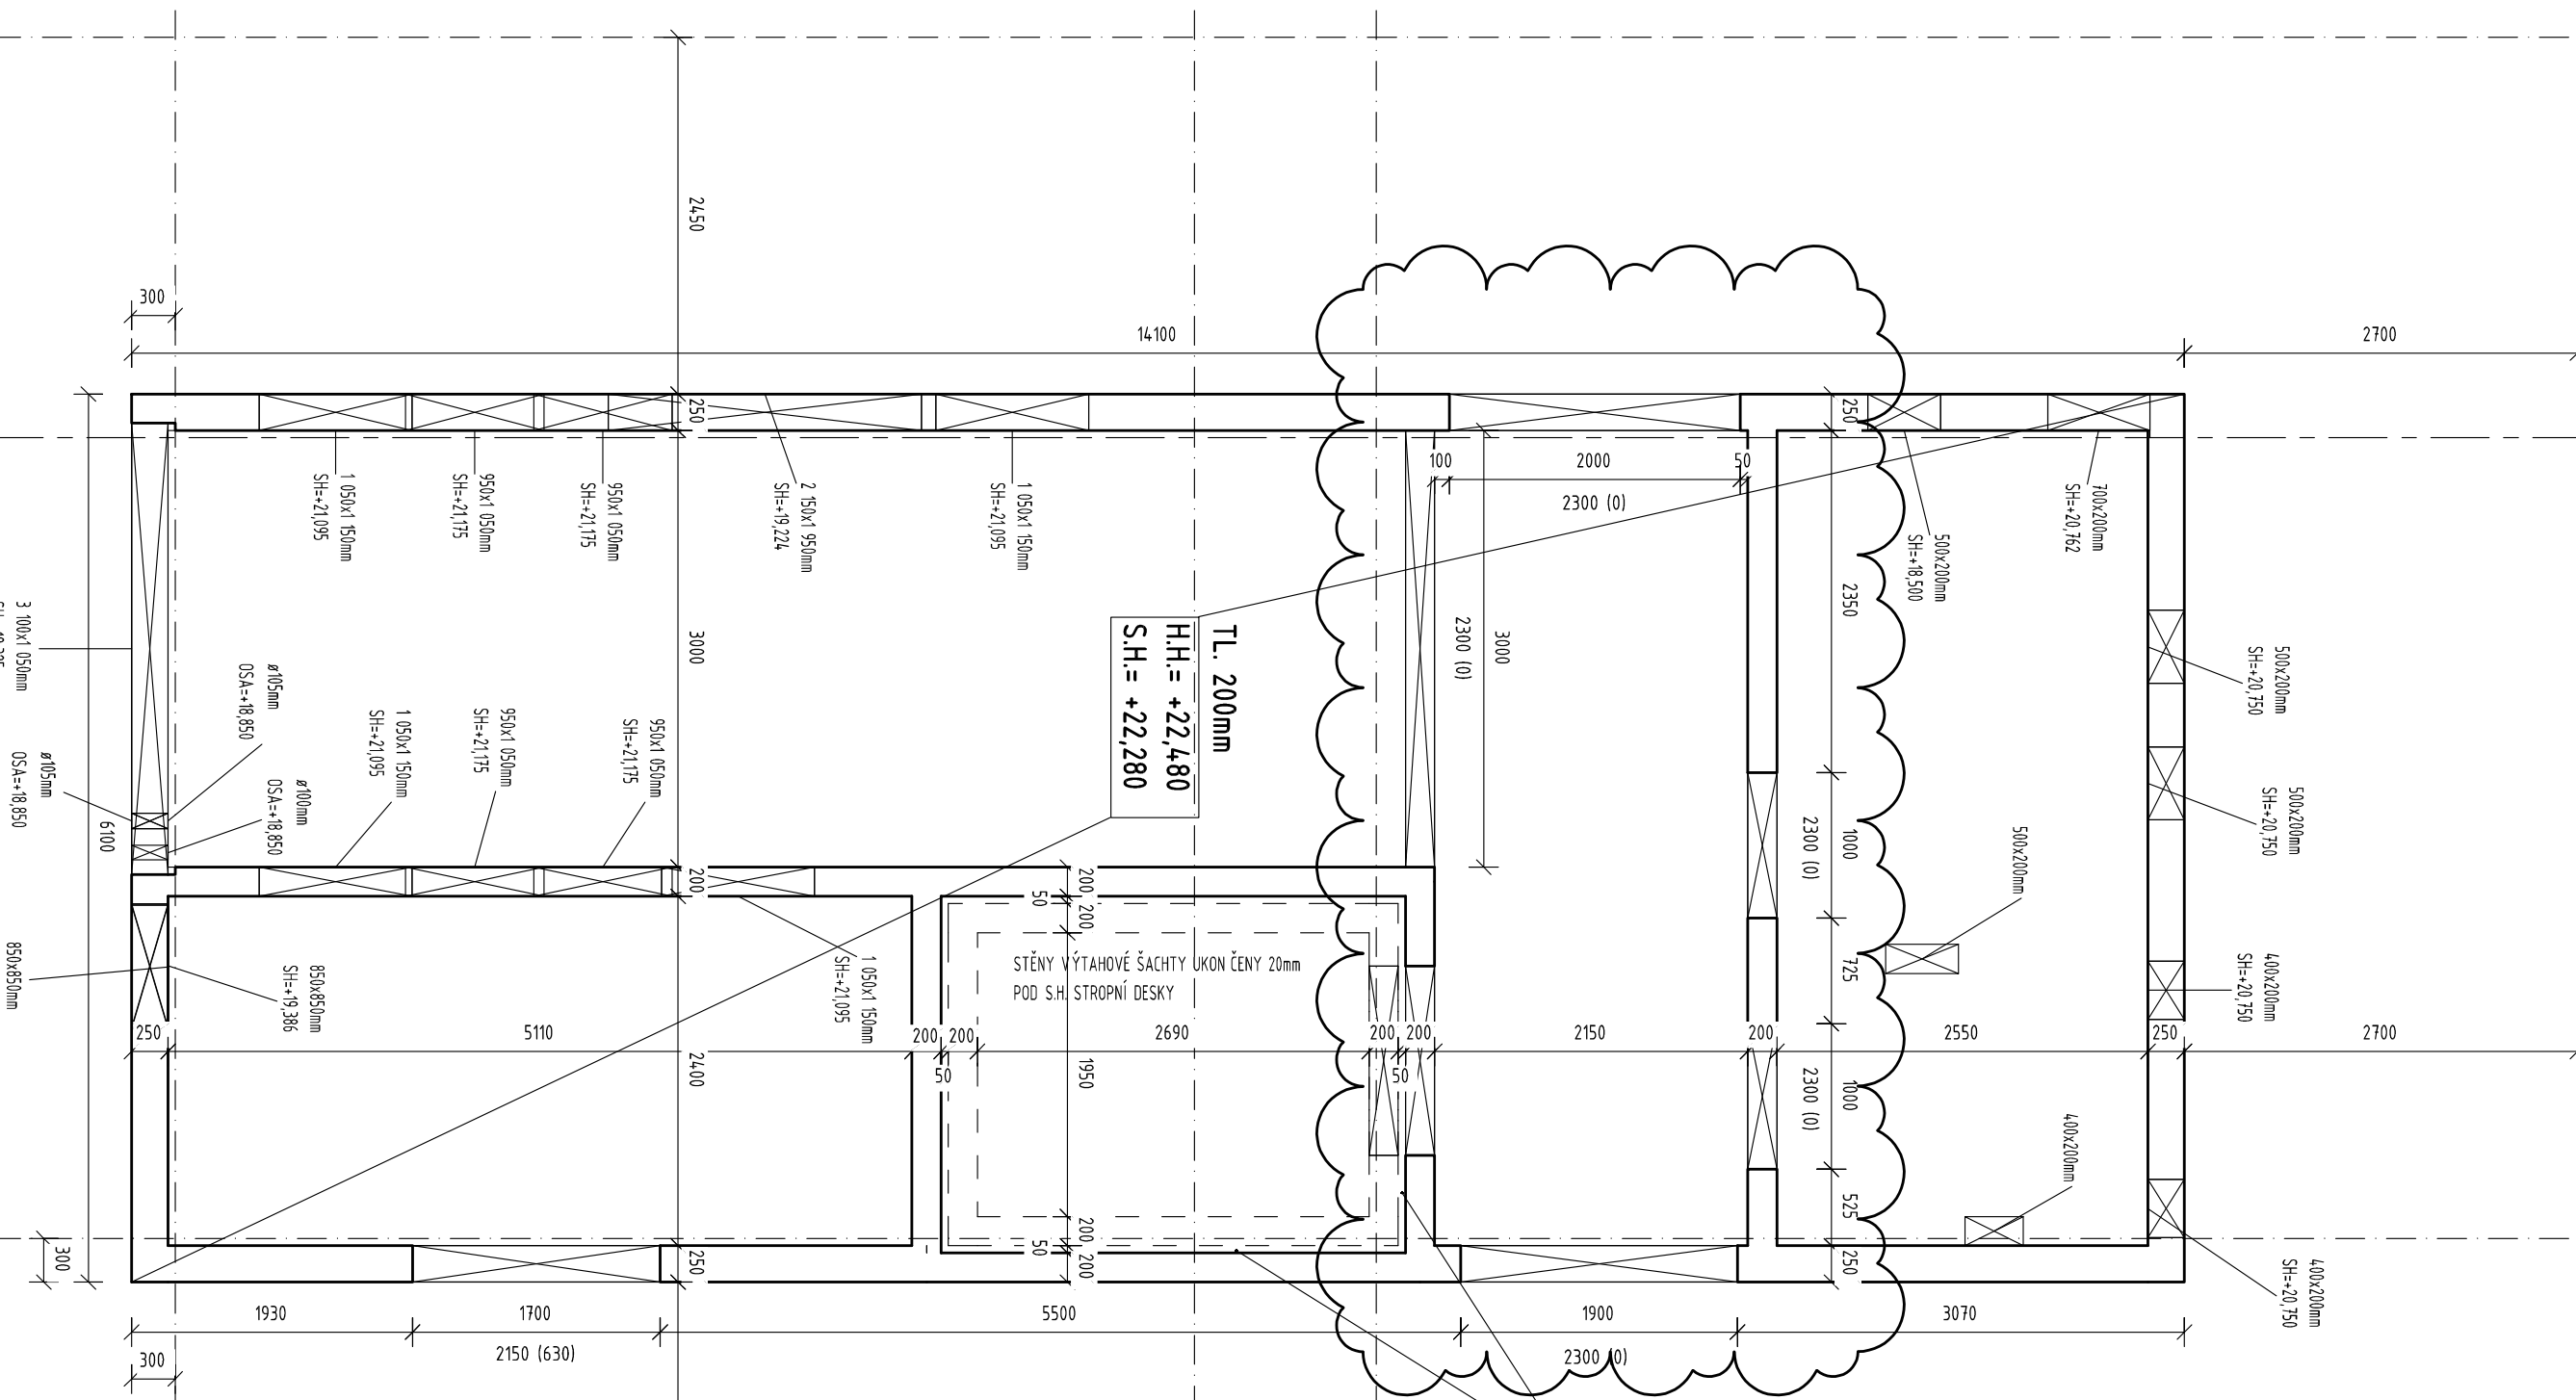 2450
300
14100
2700
250
250
100
2000
50
2300 (0)
1 050x1 150mm
SH=+21,095
950x1 050mm
SH=+21,175
950x1 050mm
SH=+21,175
2 150x1 950mm
SH=+19,224
1 050x1 150mm
SH=+21,095
500x200mm
SH=+18,500
700x200mm
SH=+20,762
3000
3000
2300 (0)
2350
TL. 200mm
H.H.= +22,480
S.H.= +22,280
500x200mm
SH=+20,750
500x200mm
SH=+20,750
3 100x1 050mm
ø105mm
OSA=+18,850
ø105mm
OSA=+18,850
ø100mm
OSA=+18,850
6100
1 050x1 150mm
SH=+21,095
950x1 050mm
SH=+21,175
950x1 050mm
SH=+21,175
1000
2300 (0)
500x200mm
200
200
50
200
725
400x200mm
SH=+20,750
STĚNY VÝTAHOVÉ ŠACHTY UKONČENY 20mm
POD S.H. STROPNÍ DESKY
850x850mm
850x850mm
SH=+19,386
1 050x1 150mm
SH=+21,095
250
5110
200
200
50
2690
200
200
50
2150
200
2550
250
2700
2400
1950
1000
2300 (0)
400x200mm
525
200
50
200
250
250
300
400x200mm
SH=+20,750
1930
1700
2150 (630)
5500
1900
2300 (0)
3070
300